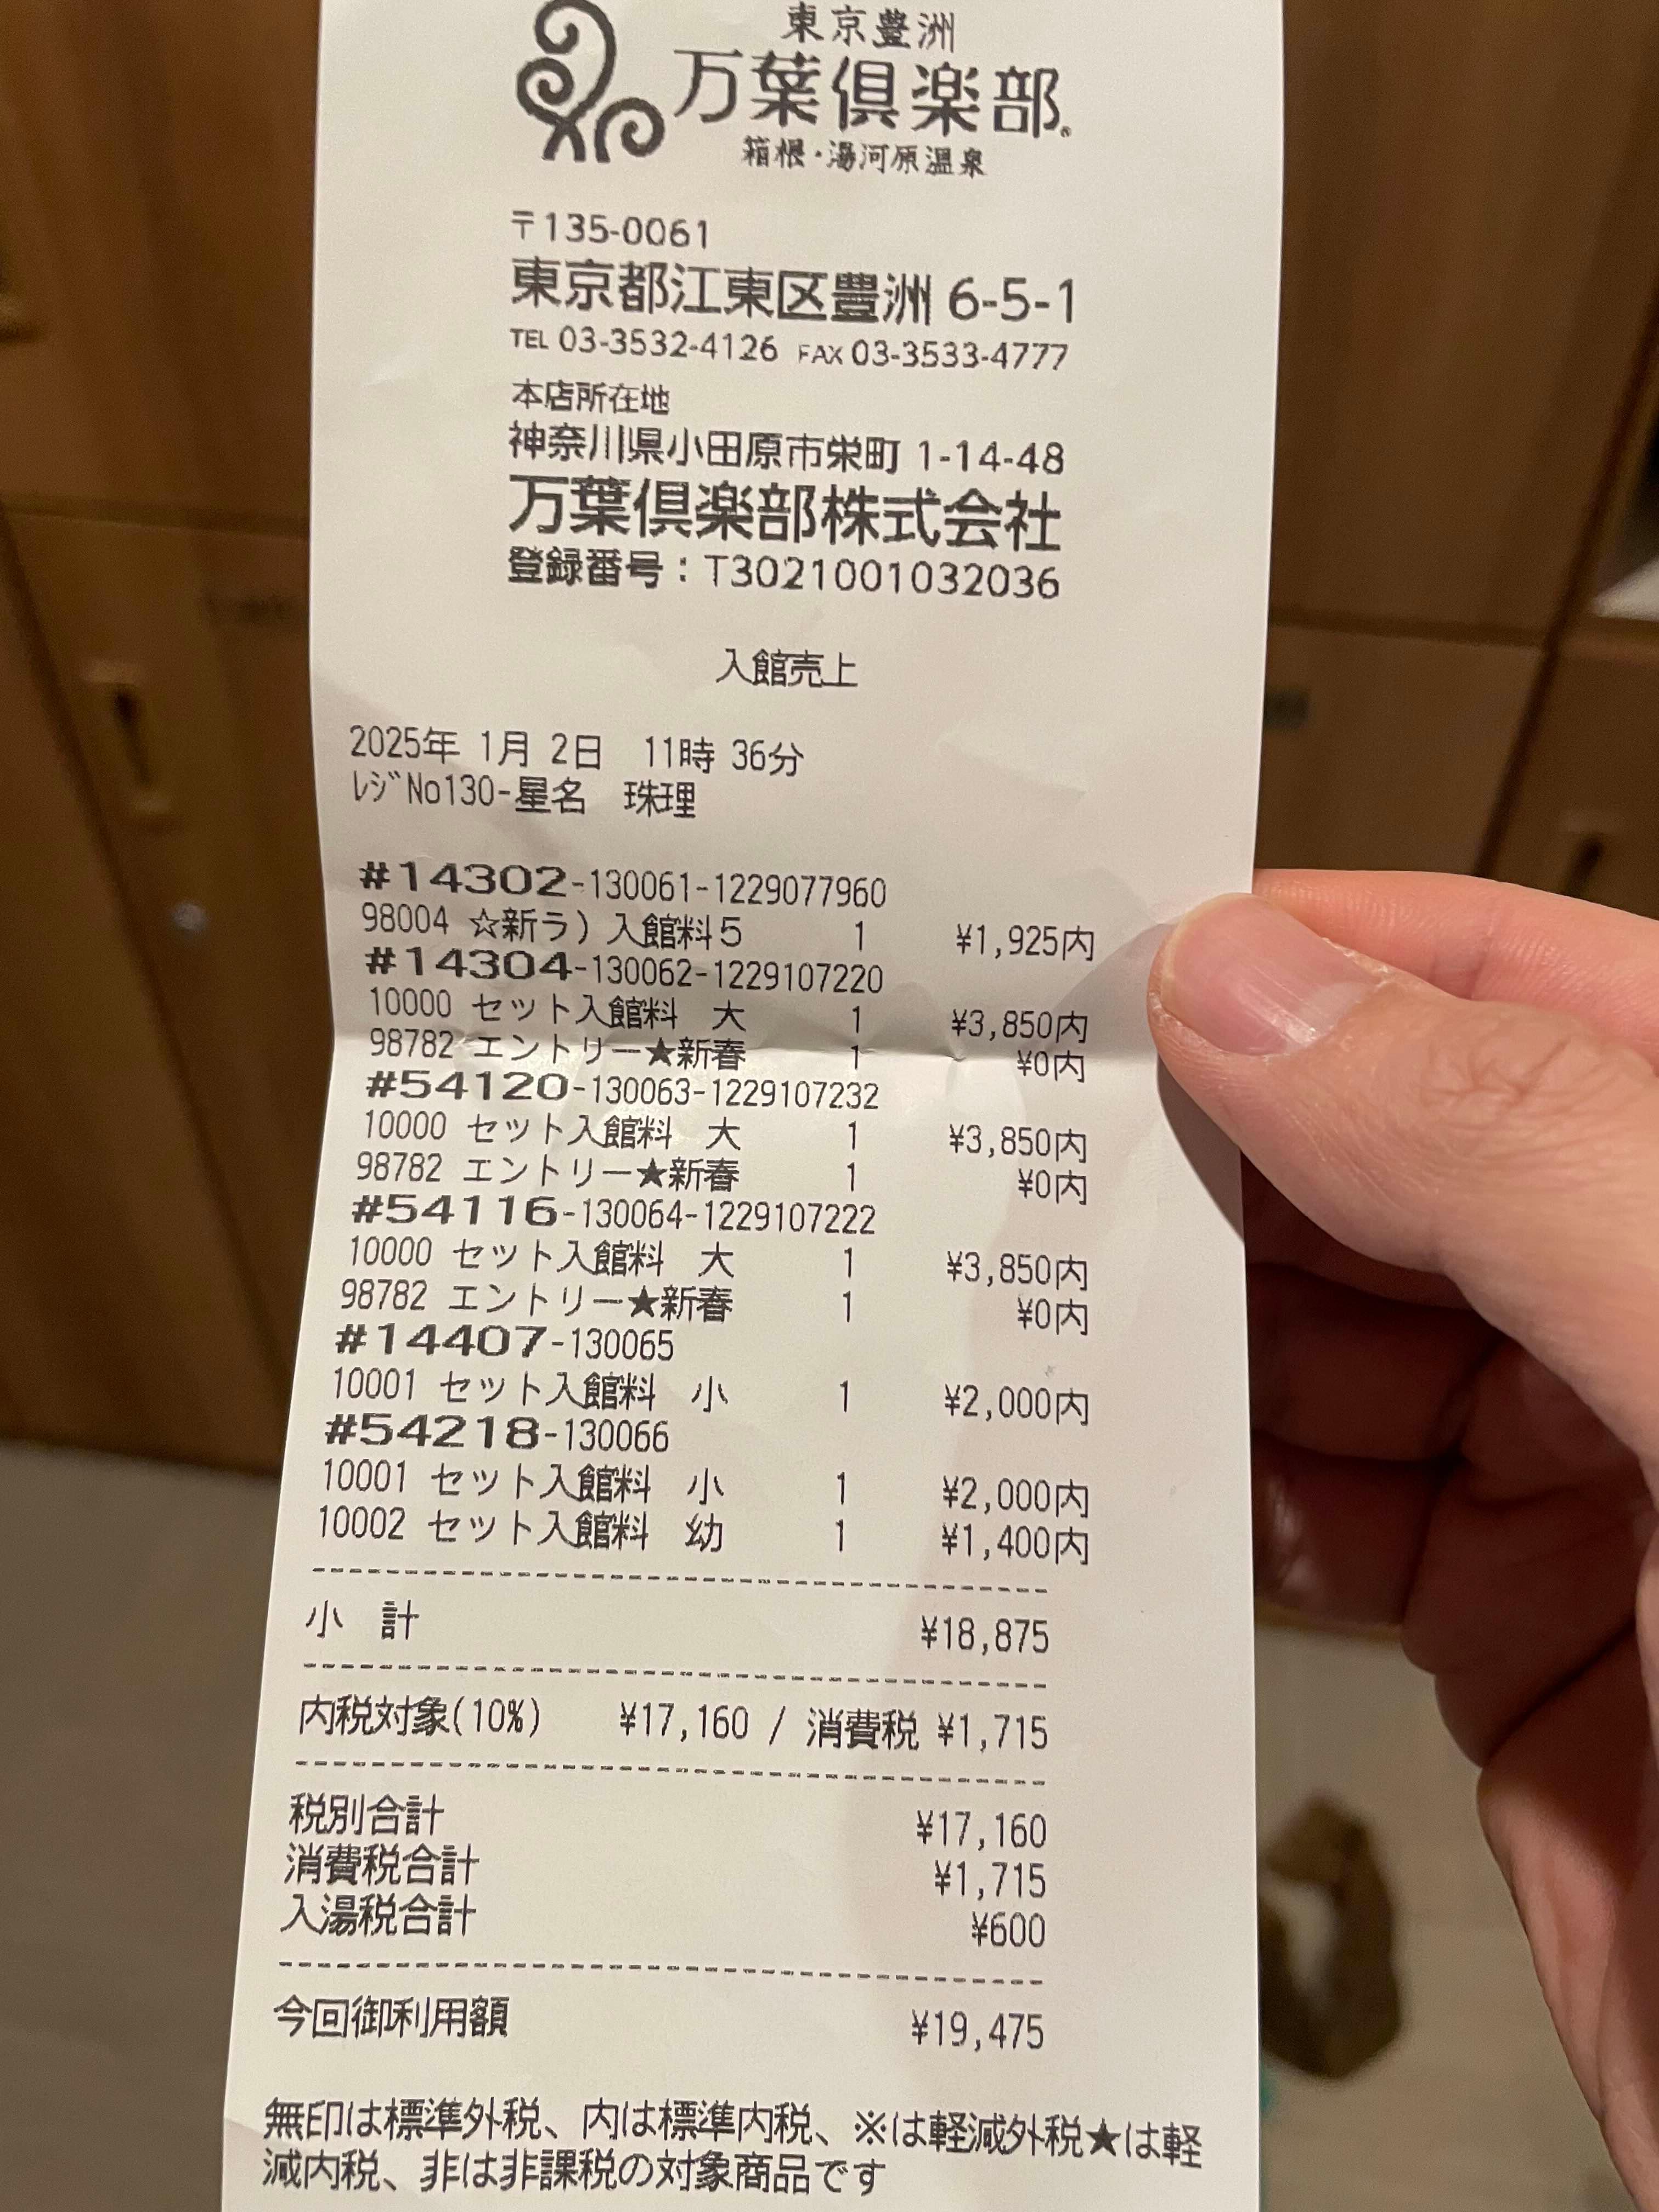 東京豊洲
万葉倶楽部®
箱根・湯河原温泉
〒135-0061
東京都江東区豊洲 6-5-1
TEL 03-3532-4126 FAX 03-3533-4777
本店所在地
神奈川県小田原市栄町 1-14-48
万葉倶楽部株式会社
登録番号：T3021001032036
入館売上
2025年 1月 2日 11時 36分
ﾚｼﾞNo130-星名 珠理
#14302-130061-1229077960
98004 ☆新ラ) 入館料5 1 ¥1,925内
#14304-130062-1229107220
10000 セット入館料 大 1 ¥3,850内
98782 エントリー★新春 1 ¥0内
#54120-130063-1229107232
10000 セット入館料 大 1 ¥3,850内
98782 エントリー★新春 1 ¥0内
#54116-130064-1229107222
10000 セット入館料 大 1 ¥3,850内
98782 エントリー★新春 1 ¥0内
#14407-130065
10001 セット入館料 小 1 ¥2,000内
#54218-130066
10001 セット入館料 小 1 ¥2,000内
10002 セット入館料 幼 1 ¥1,400内
小 計 ¥18,875
内税対象(10%) ¥17,160 / 消費税 ¥1,715
税別合計 ¥17,160
消費税合計 ¥1,715
入湯税合計 ¥600
今回御利用額 ¥19,475
無印は標準外税、内は標準内税、※は軽減外税★は軽
減内税、非は非課税の対象商品です